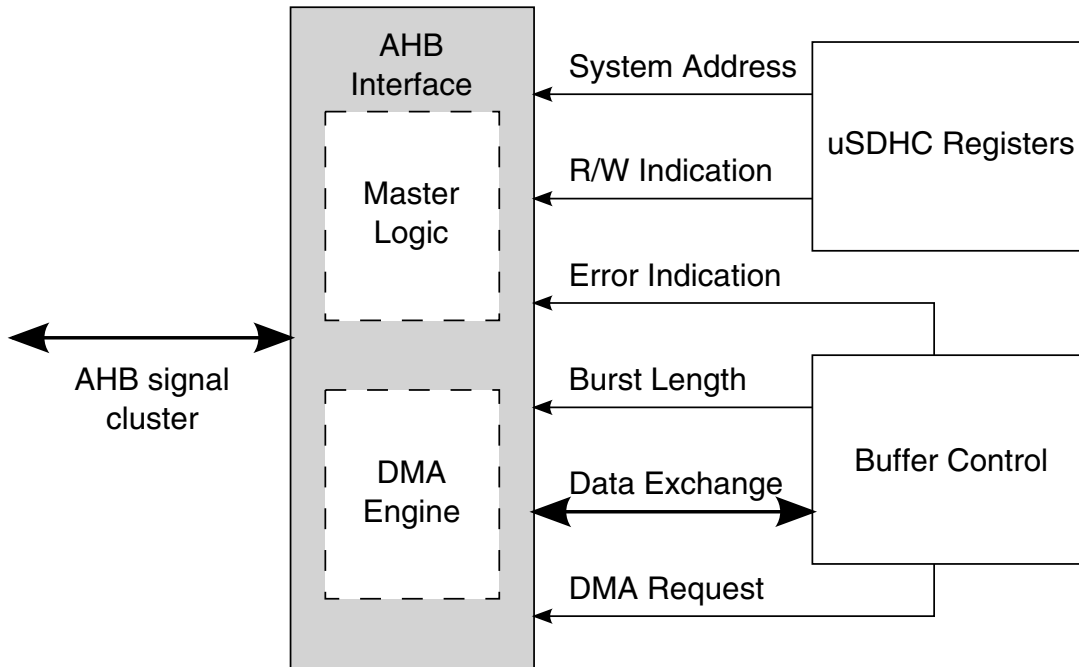 AHB
Interface
System Address
uSDHC Registers
R/W Indication
Master
Logic
Error Indication
AHB signal
cluster
Burst Length
Buffer Control
Data Exchange
DMA
Engine
DMA Request